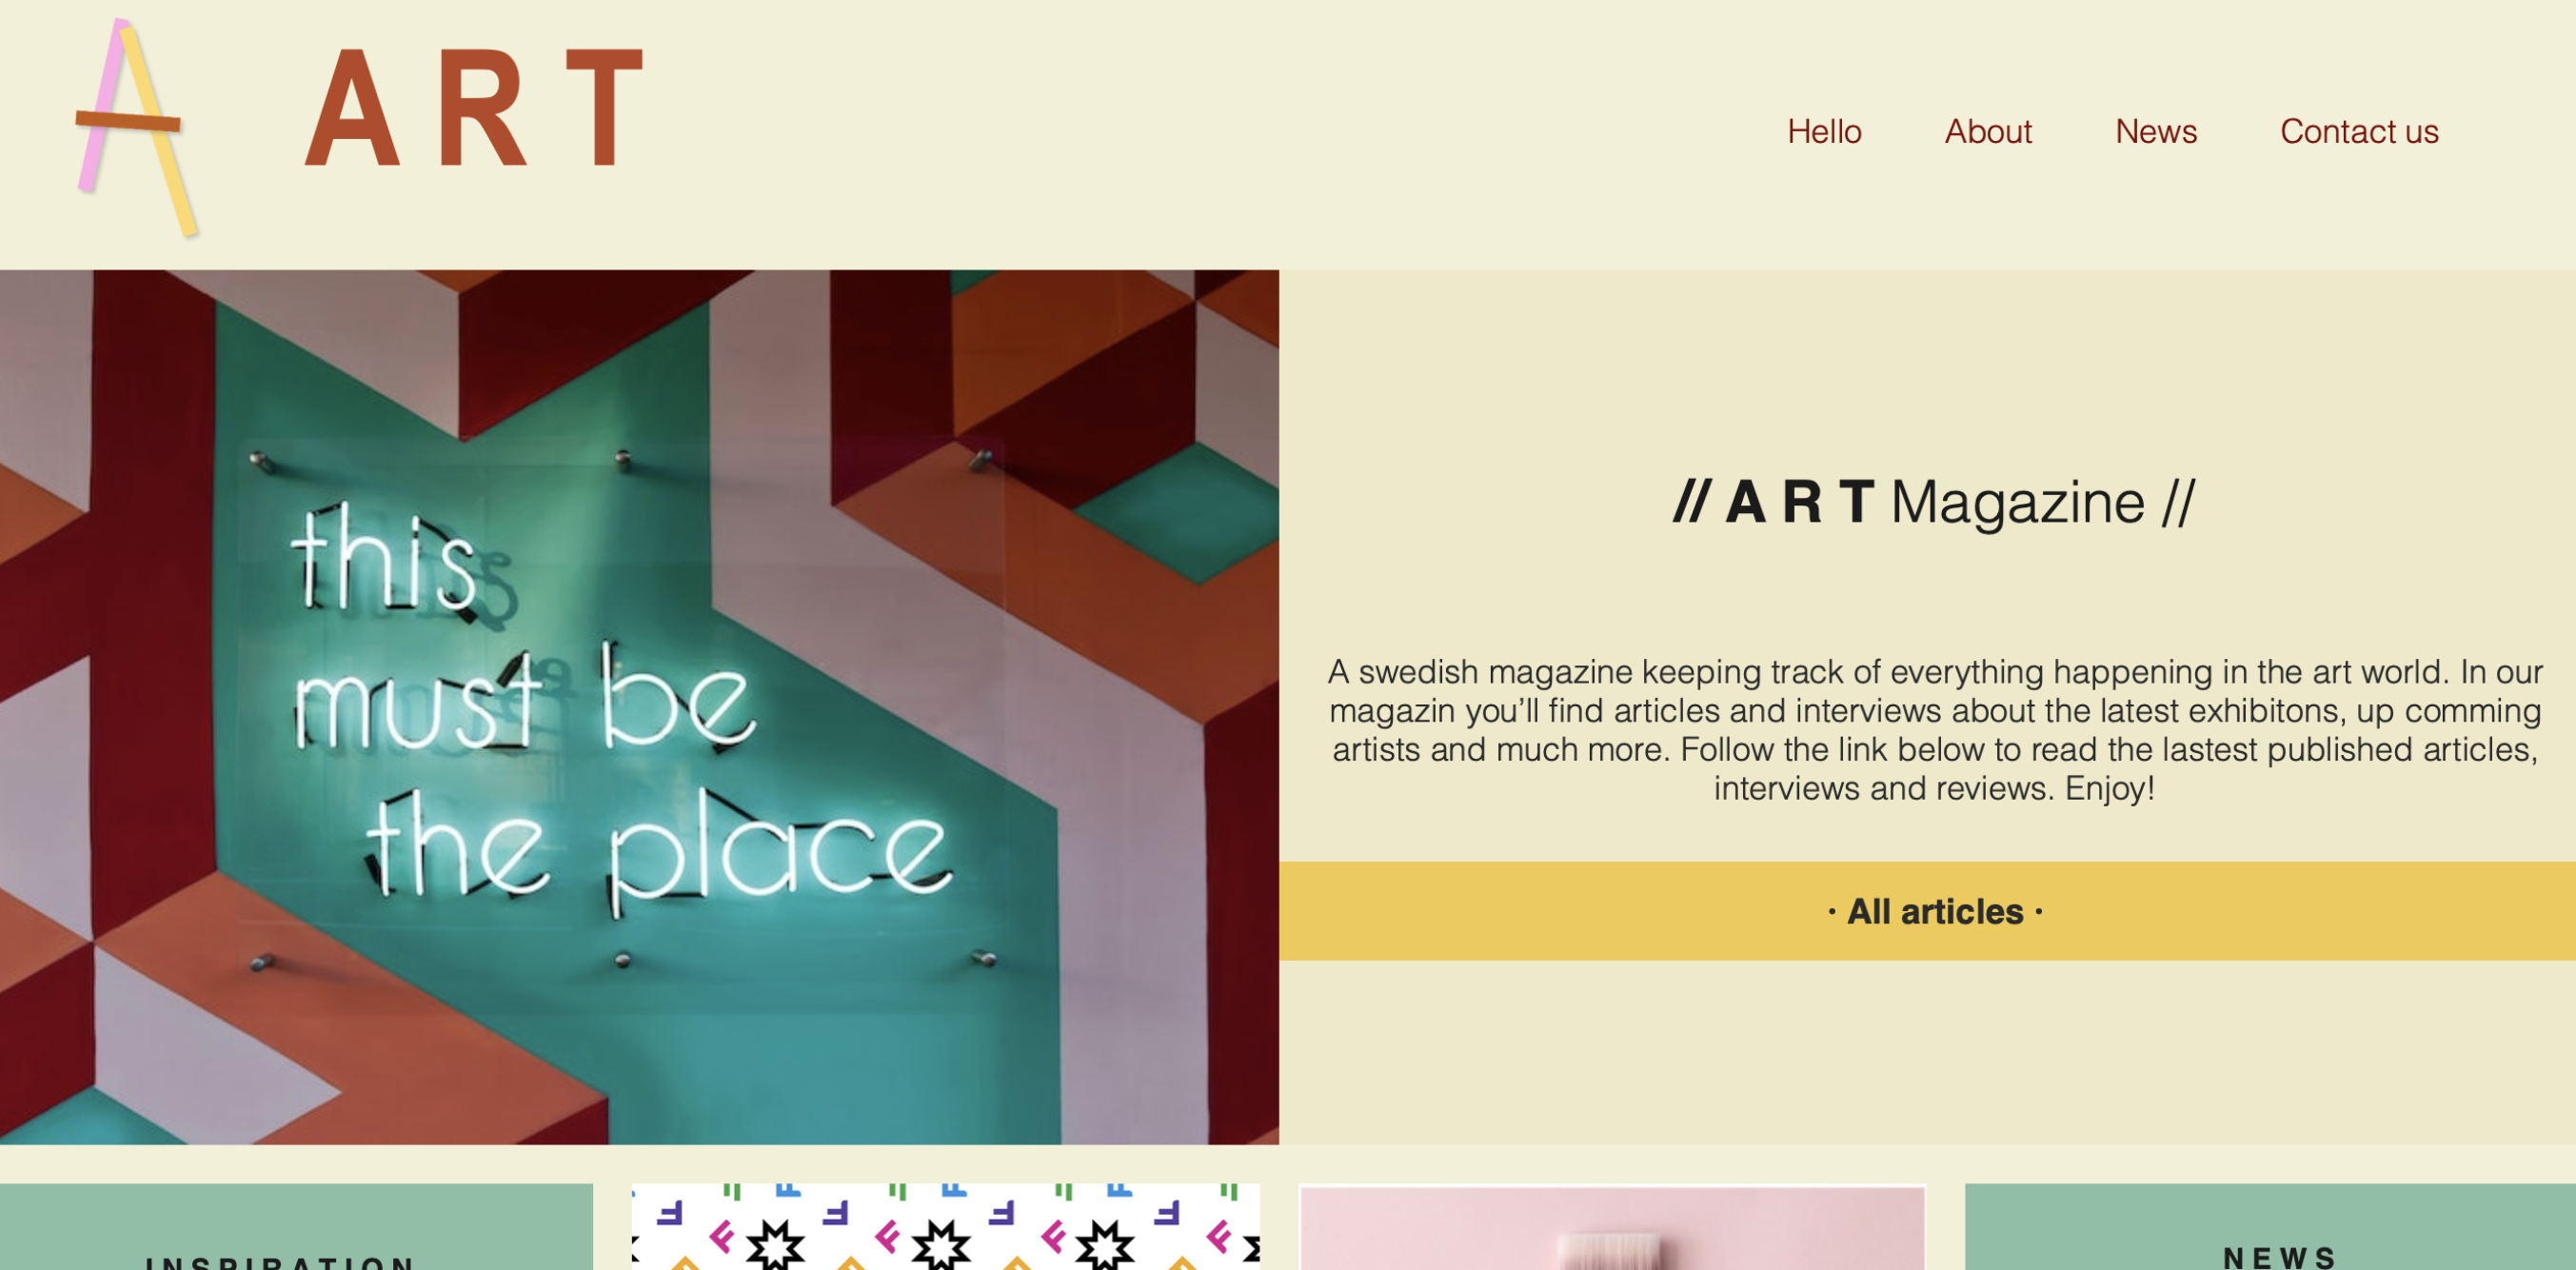 A ART
Hello About News Contact us
this
must be
the place
// A R T Magazine //
A swedish magazine keeping track of everything happening in the art world. In our
magazin you’ll find articles and interviews about the latest exhibitons, up comming
artists and much more. Follow the link below to read the lastest published articles,
interviews and reviews. Enjoy!
· All articles ·
INSPIRATION
NEWS